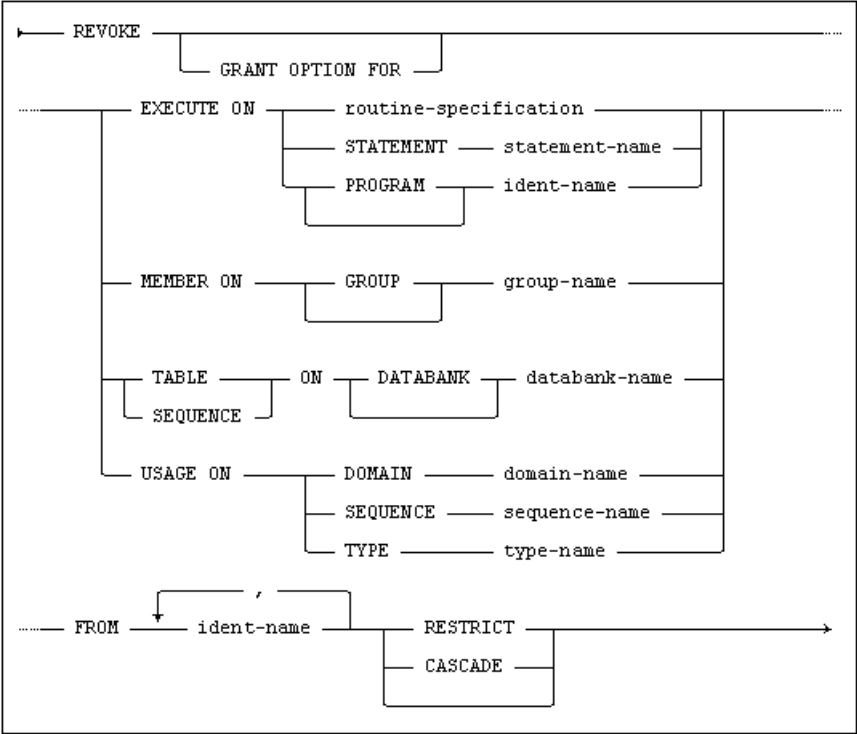 REVOKE
GRANT OPTION FOR
EXECUTE ON routine-specification
STATEMENT statement-name
PROGRAM ident-name
MEMBER ON GROUP group-name
TABLE ON DATABANK databank-name
SEQUENCE
USAGE ON DOMAIN domain-name
SEQUENCE sequence-name
TYPE type-name
,
FROM ident-name RESTRICT
CASCADE